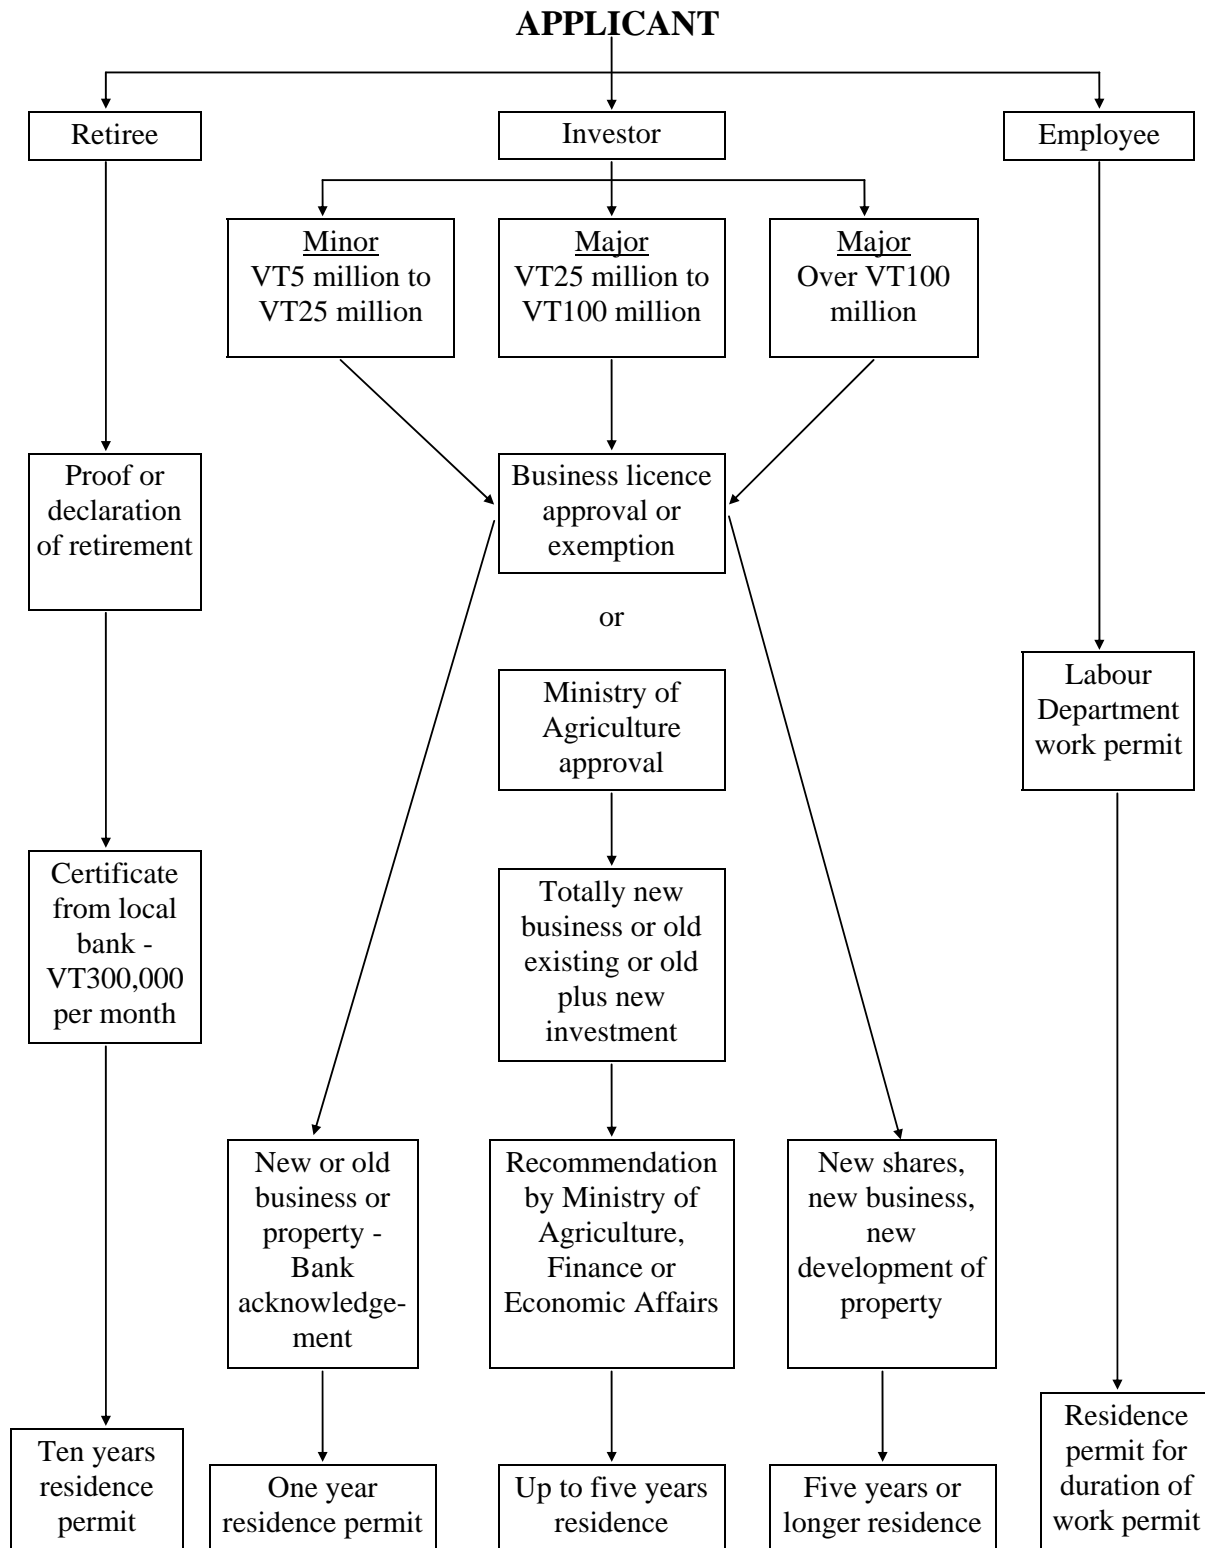 APPLICANT
Retiree
Investor
Employee
Minor
VT5 million to
VT25 million
Major
VT25 million to
VT100 million
Major
Over VT100
million
Proof or
declaration
of retirement
Business licence
approval or
exemption
or
Ministry of
Agriculture
approval
Labour
Department
work permit
Certificate
from local
bank -
VT300,000
per month
Totally new
business or old
existing or old
plus new
investment
New or old
business or
property -
Bank
acknowledge-
ment
Recommendation
by Ministry of
Agriculture,
Finance or
Economic Affairs
New shares,
new business,
new
development of
property
Ten years
residence
permit
One year
residence permit
Up to five years
residence
Five years or
longer residence
Residence
permit for
duration of
work permit